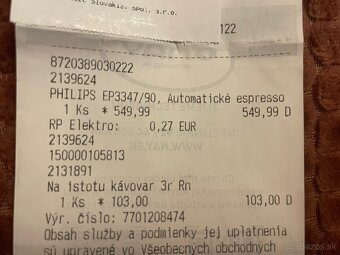 Slovakia, spol. s r.o.
122
8720389030222
2139624
PHILIPS EP3347/90, Automatické espresso
1 Ks * 549,99 549,99 D
RP Elektro: 0,27 EUR
2139624
150000105813
2131891
Na 1stotu kávovar 3r Rn
1 Ks * 103,00 103,00 D
Výr. číslo: 7701208474
Obsah služby a podmienky jej uplatnenia
sú upravené vo Všeobecných obchodných